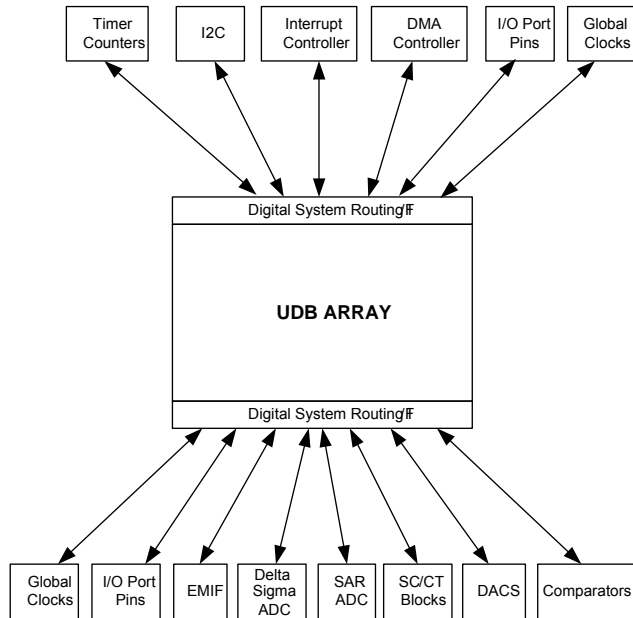 Timer
Counters
I2C
Interrupt
Controller
DMA
Controller
I/O Port
Pins
Global
Clocks
Digital System Routing I/F
UDB ARRAY
Digital System Routing I/F
Global
Clocks
I/O Port
Pins
EMIF
Delta
Sigma
ADC
SAR
ADC
SC/CT
Blocks
DACS
Comparators